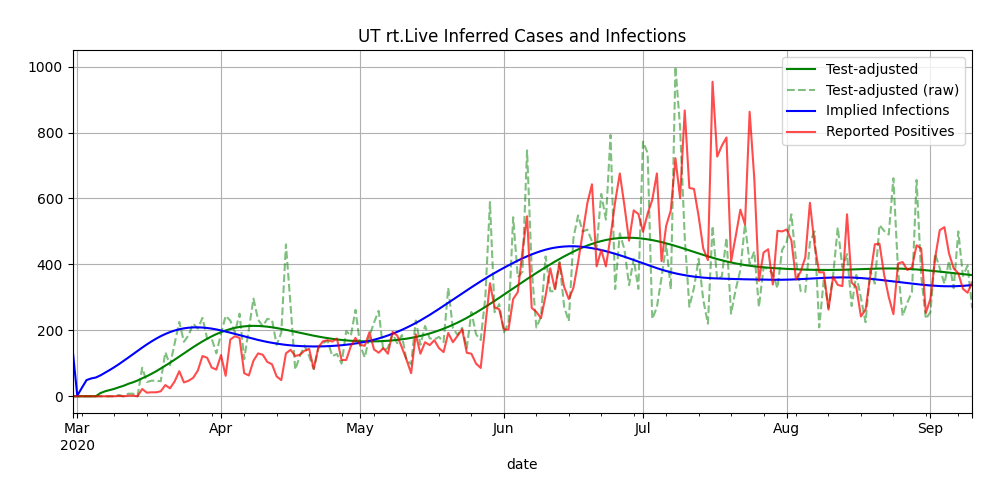 UT rt.Live Inferred Cases and Infections
Test-adjusted
Test-adjusted (raw)
Implied Infections
Reported Positives
1000
800
600
400
200
0
Mar Apr May Jun Jul Aug Sep
2020
date